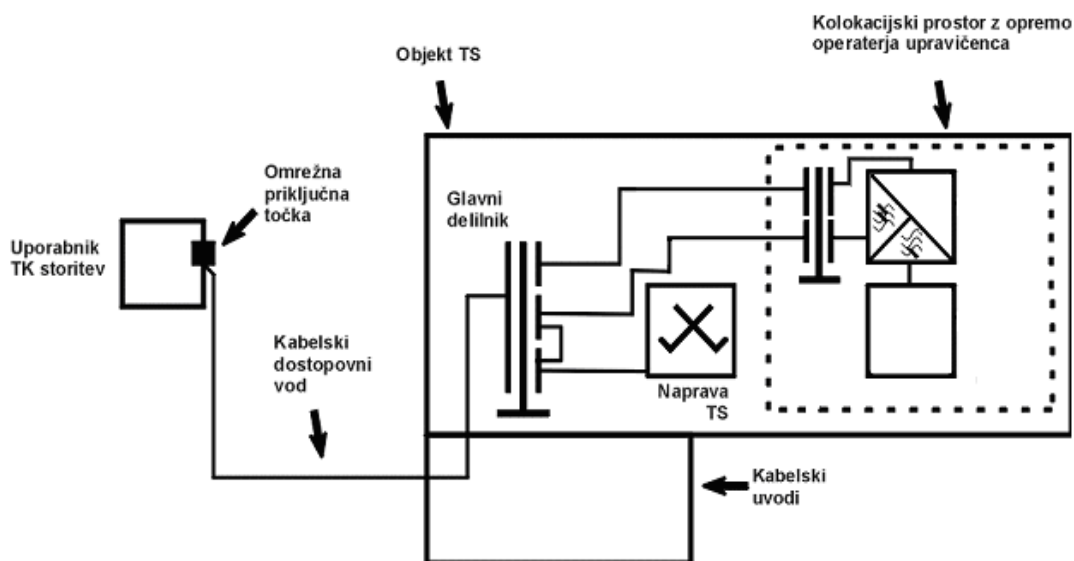 Kolokacijski prostor z opremo
operaterja upravičenca
Objekt TS
Omrežna
priključna
točka
Glavni
delilnik
Uporabnik
TK storitev
Kabelski
dostopovni
vod
Naprava
TS
Kabelski
uvodi